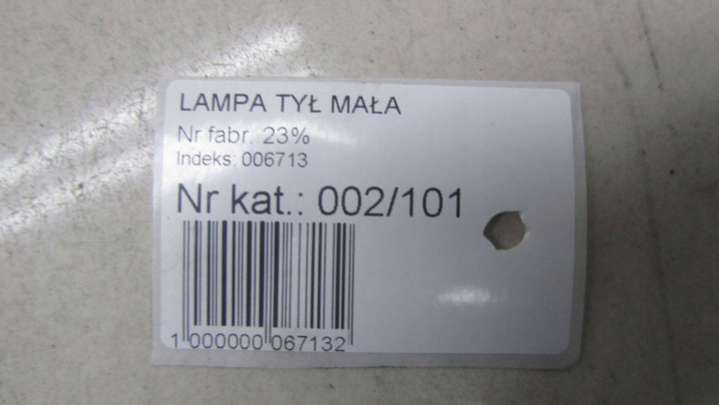 LAMPA TYŁ MAŁA
Nr fabr. 23%
Indeks: 006713
Nr kat.: 002/101
1 000000 067132